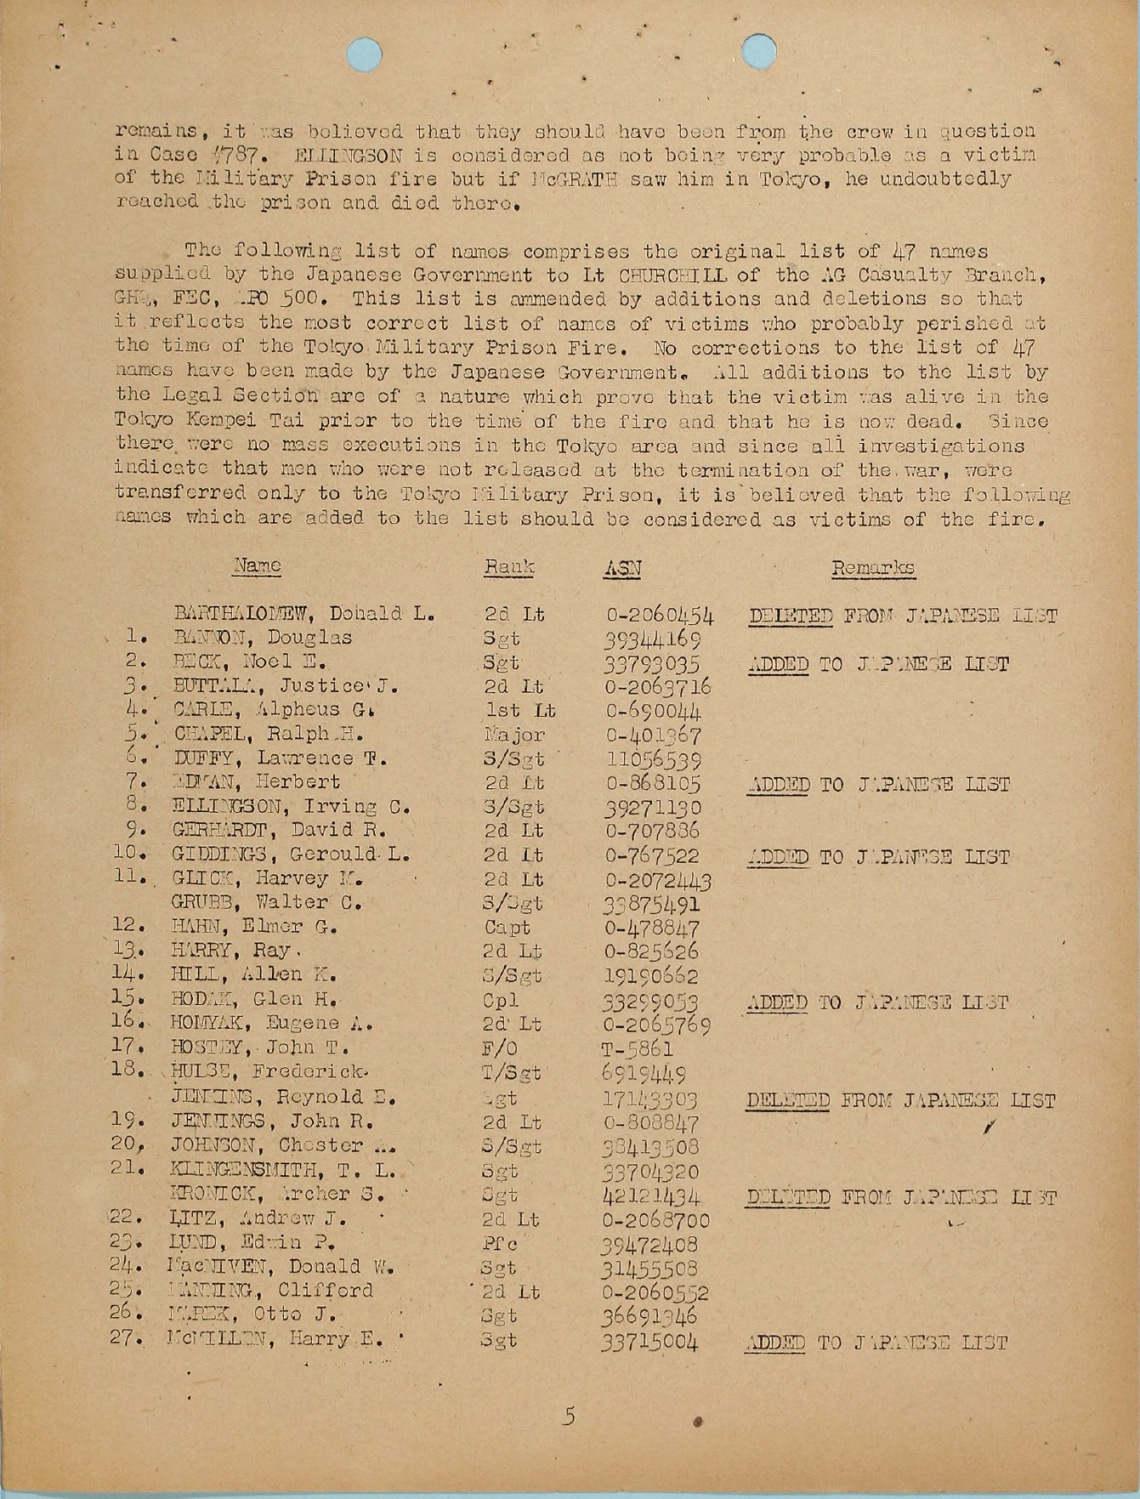 remains, it was believed that they should have been from the crew in question
in Case #787.  ELLINGSON is considered as not being very probable as a victim
of the Military Prison fire but if McGRATH saw him in Tokyo, he undoubtedly
reached the prison and died there.
The following list of names comprises the original list of 47 names
supplied by the Japanese Government to Lt CHURCHILL of the AG Casualty Branch,
GHQ, FEC, APO 500.  This list is ammended by additions and deletions so that
it reflects the most correct list of names of victims who probably perished at
the time of the Tokyo Military Prison Fire.  No corrections to the list of 47
names have been made by the Japanese Government.  All additions to the list by
the Legal Section are of a nature which prove that the victim was alive in the
Tokyo Kempei Tai prior to the time of the fire and that he is now dead.  Since
there were no mass executions in the Tokyo area and since all investigations
indicate that men who were not released at the termination of the war, were
transferred only to the Tokyo Military Prison, it is believed that the following
names which are added to the list should be considered as victims of the fire.
Name Rank ASN Remarks
BARTHALOMEW, Donald L. 2d Lt 0-2060454 DELETED FROM JAPANESE LIST
1. BANNON, Douglas Sgt 39344169
2. BECK, Noel E. Sgt 33793035 ADDED TO JAPANESE LIST
3. BUTTALA, Justice J. 2d Lt 0-2063716
4. CARLE, Alpheus G. 1st Lt 0-690044
5. CHAPEL, Ralph H. Major 0-401367
6. DUFFY, Lawrence T. S/Sgt 11056539
7. EDMAN, Herbert 2d Lt 0-868105 ADDED TO JAPANESE LIST
8. ELLINGSON, Irving C. S/Sgt 39271130
9. GERHARDT, David R. 2d Lt 0-707886
10. GIDDINGS, Gerould L. 2d Lt 0-767522 ADDED TO JAPANESE LIST
11. GLICK, Harvey M. 2d Lt 0-2072443
GRUBB, Walter C. S/Sgt 33875491
12. HAHN, Elmer G. Capt 0-478847
13. HARRY, Ray. 2d Lt 0-825626
14. HILL, Allen K. S/Sgt 19190662
15. HODAK, Glen H. Cpl 33299053 ADDED TO JAPANESE LIST
16. HOMYAK, Eugene A. 2d Lt 0-2065769
17. HOSTEY, John T. F/O T-5861
18. HULSE, Frederick T/Sgt 6919449
JENKINS, Reynold E. Sgt 17143303 DELETED FROM JAPANESE LIST
19. JENNINGS, John R. 2d Lt 0-808847
20. JOHNSON, Chester S/Sgt 38413508
21. KLINGENSMITH, T. L. Sgt 33704320
KRONICK, Archer S. Sgt 42121434 DELETED FROM JAPANESE LIST
22. LITZ, Andrew J. 2d Lt 0-2068700
23. LUND, Edwin P. Pfc 39472408
24. MacNIVEN, Donald W. Sgt 31455508
25. MANNING, Clifford 2d Lt 0-2060552
26. MAREK, Otto J. Sgt 36691346
27. McMILLEN, Harry E. Sgt 33715004 ADDED TO JAPANESE LIST
5